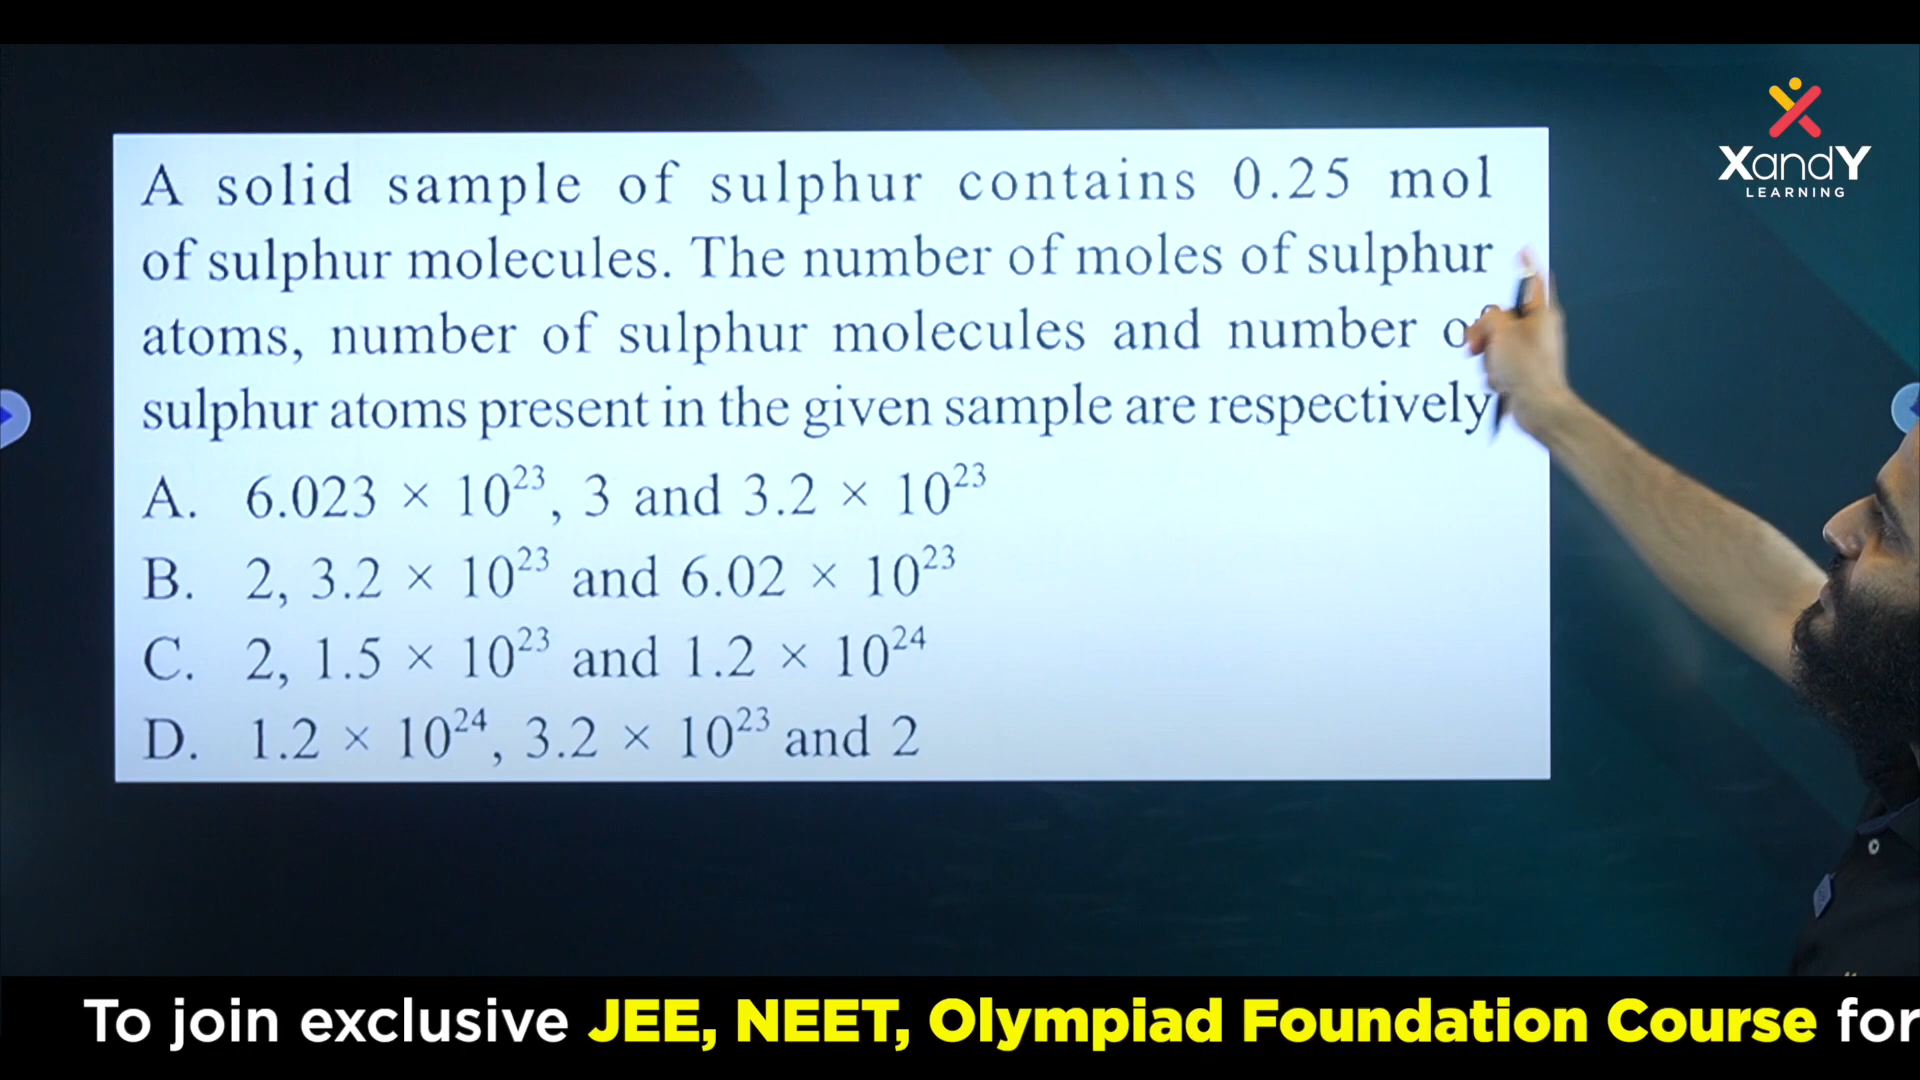 XandY
LEARNING
A solid sample of sulphur contains 0.25 mol
of sulphur molecules. The number of moles of sulphur
atoms, number of sulphur molecules and number of
sulphur atoms present in the given sample are respectively
A. 6.023 × 10²³, 3 and 3.2 × 10²³
B. 2, 3.2 × 10²³ and 6.02 × 10²³
C. 2, 1.5 × 10²³ and 1.2 × 10²⁴
D. 1.2 × 10²⁴, 3.2 × 10²³ and 2
To join exclusive JEE, NEET, Olympiad Foundation Course for